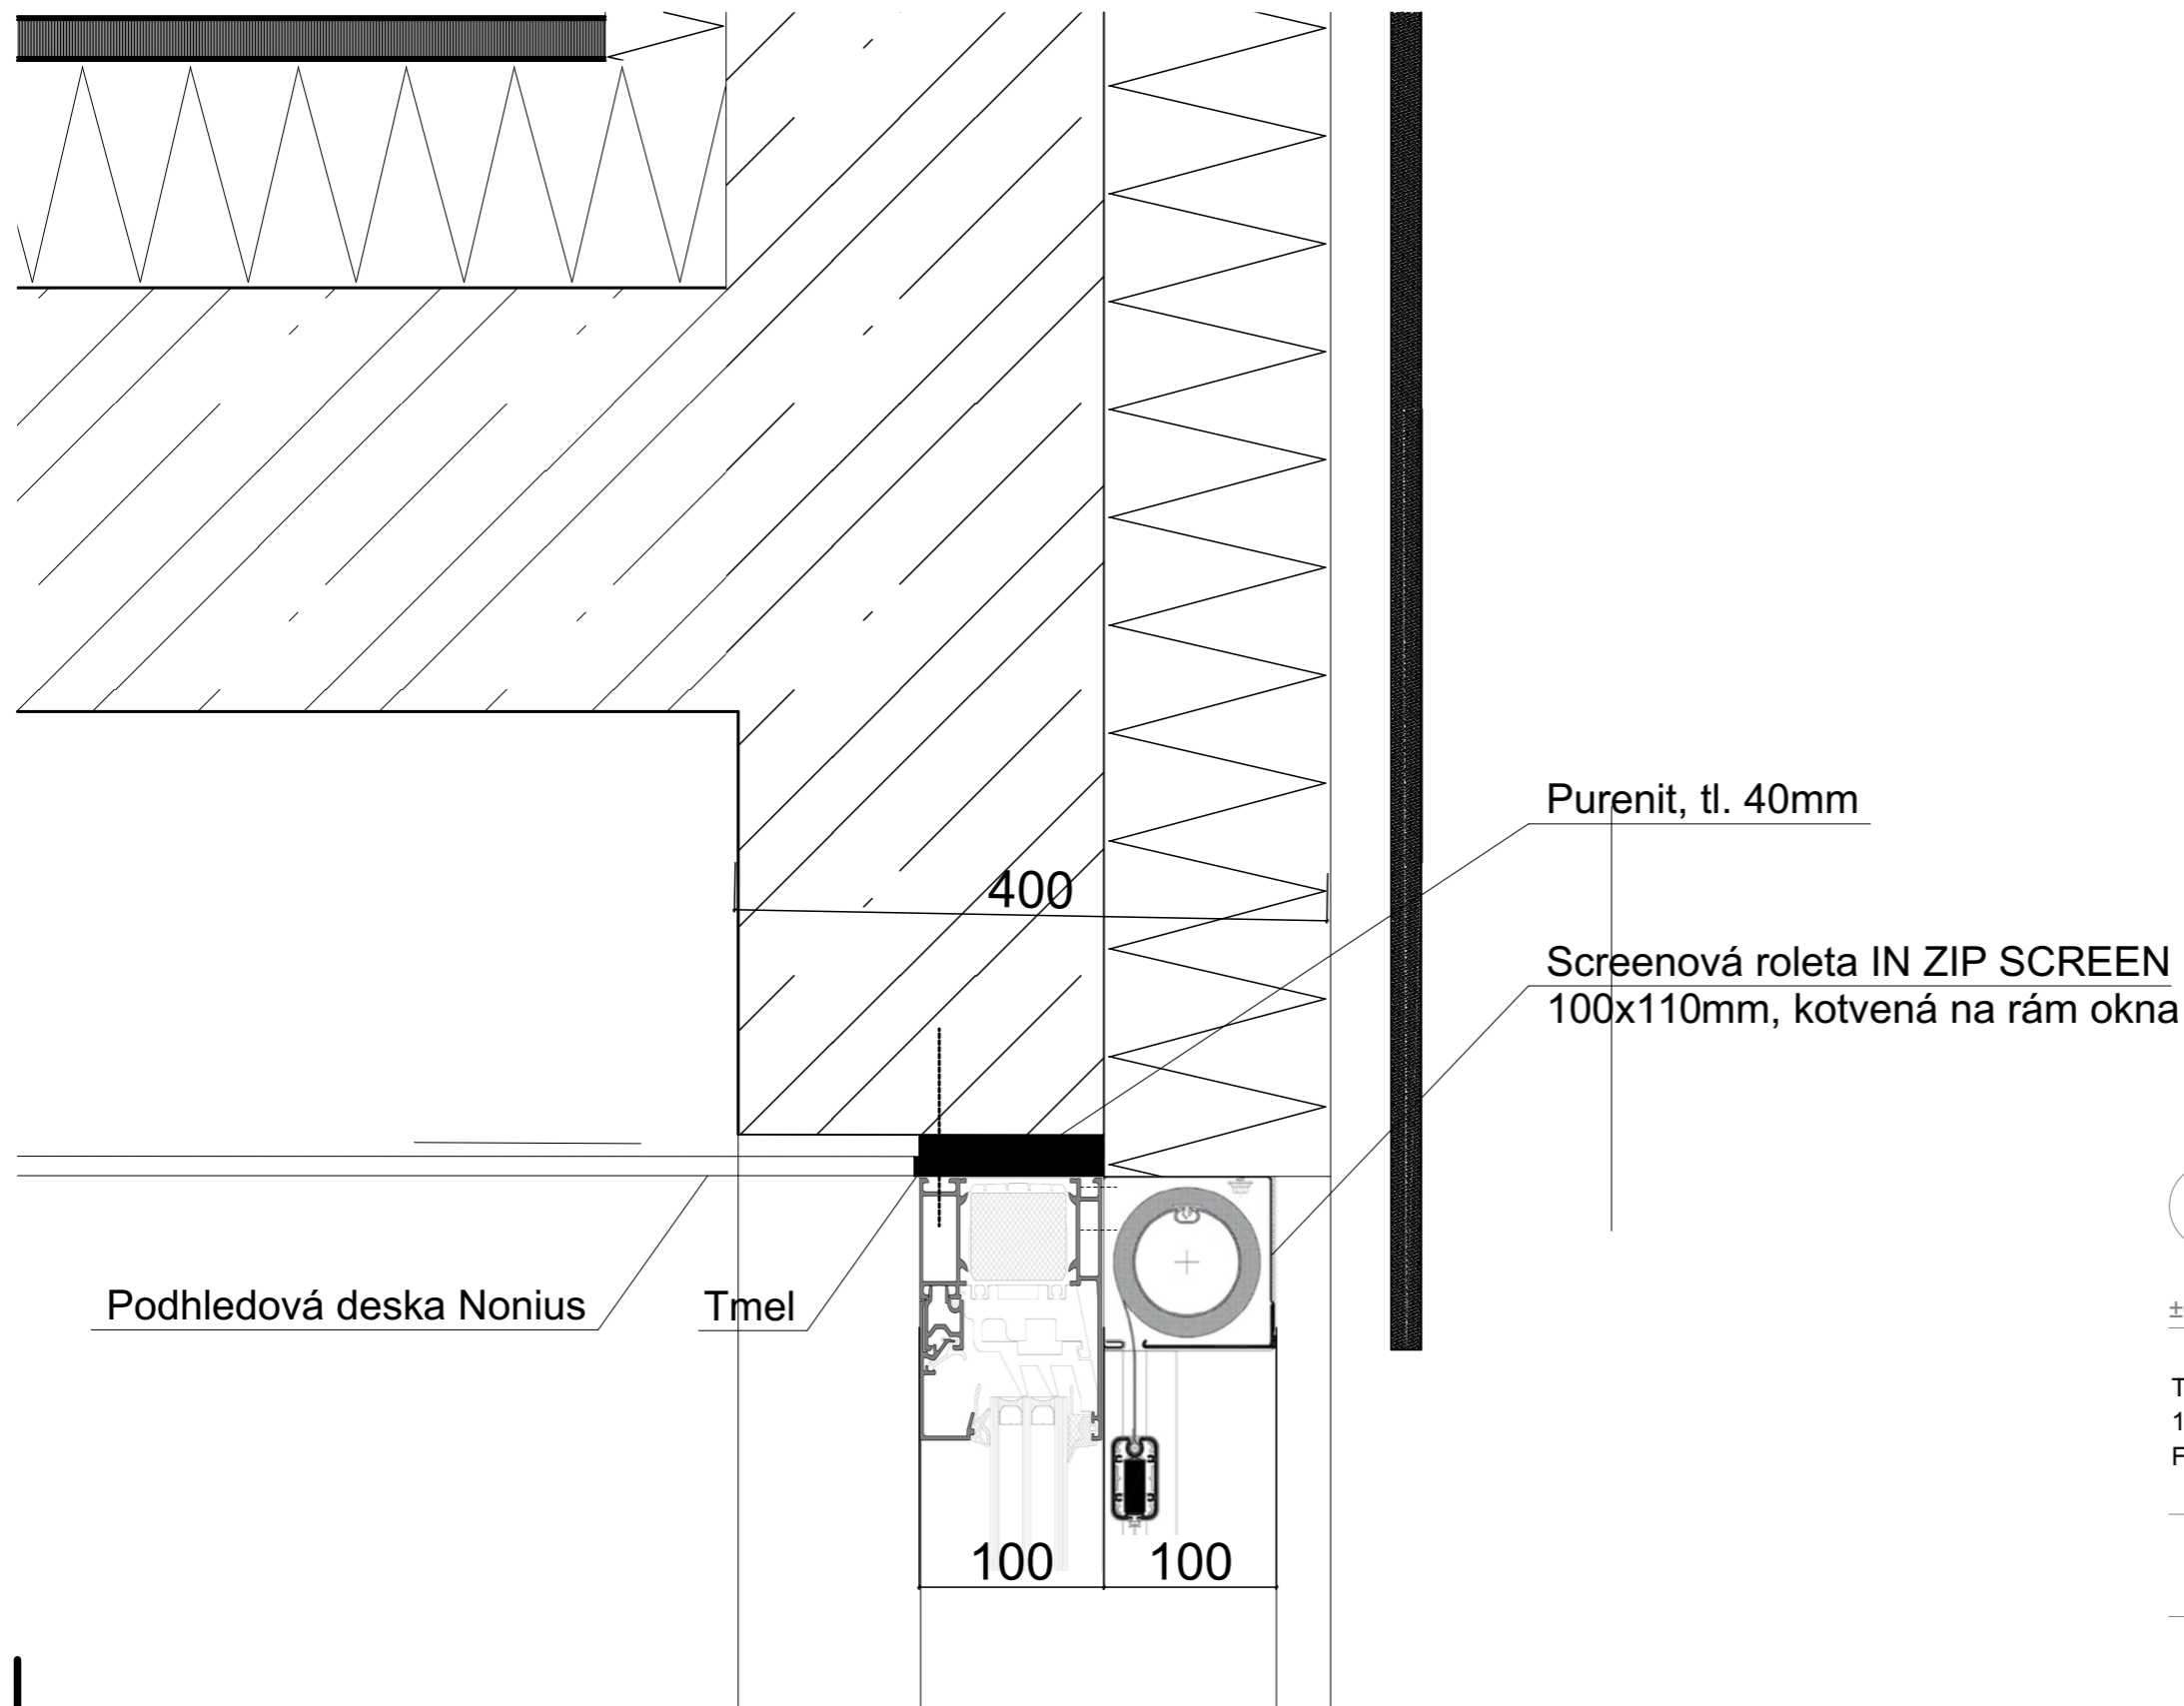 Purenit, tl. 40mm
400
Screenová roleta IN ZIP SCREEN
100x110mm, kotvená na rám okna
Podhledová deska Nonius
Tmel
±
T
1
F
100
100